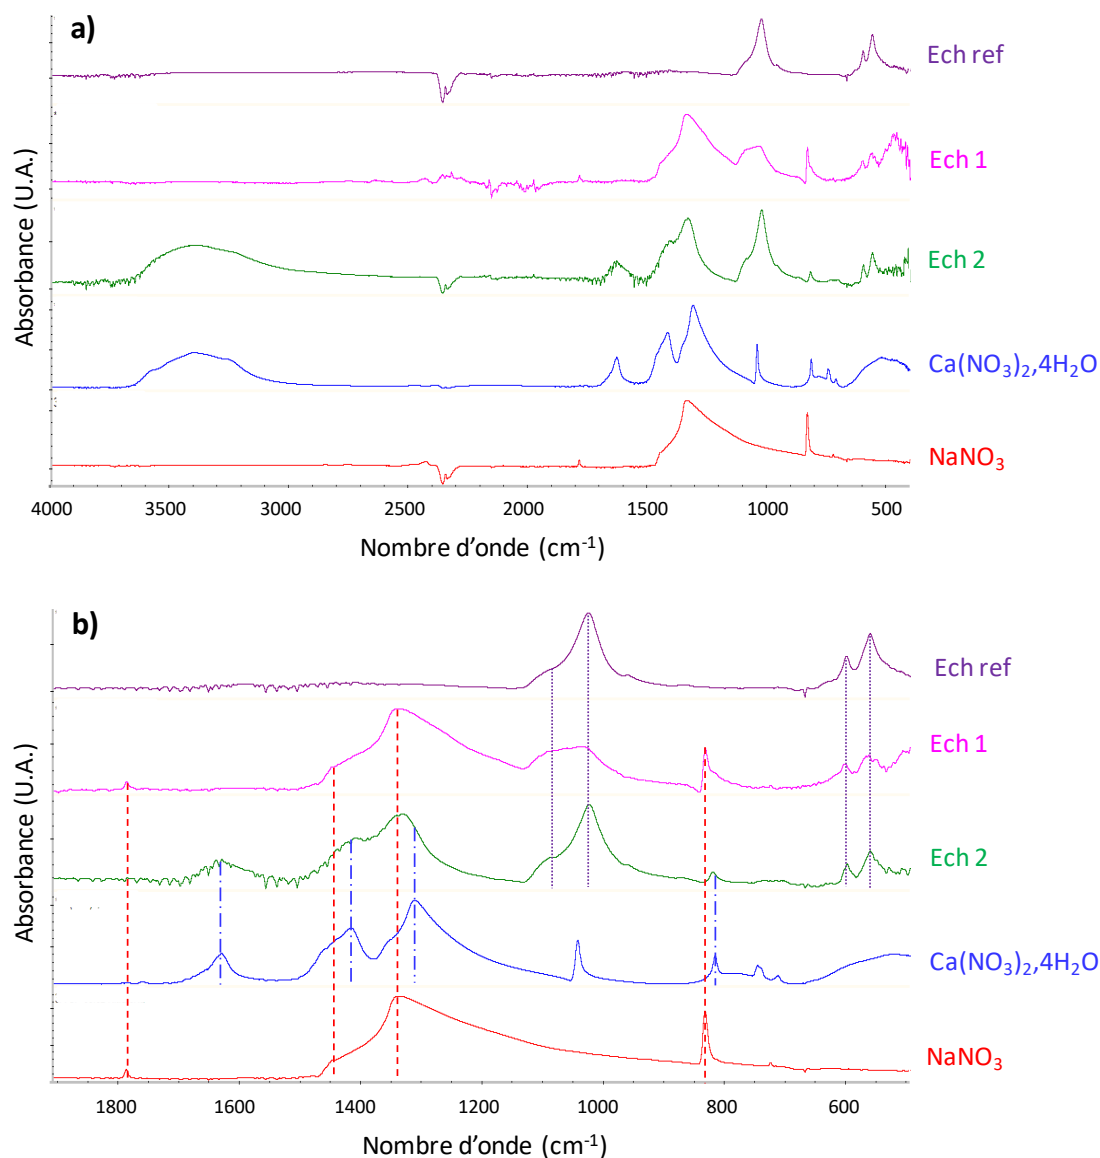 a)
Ech ref
Ech 1
Ech 2
Ca(NO₃)₂,4H₂O
NaNO₃
Absorbance (U.A.)
4000 3500 3000 2500 2000 1500 1000 500
Nombre d’onde (cm⁻¹)
b)
Ech ref
Ech 1
Ech 2
Ca(NO₃)₂,4H₂O
NaNO₃
Absorbance (U.A.)
1800 1600 1400 1200 1000 800 600
Nombre d’onde (cm⁻¹)